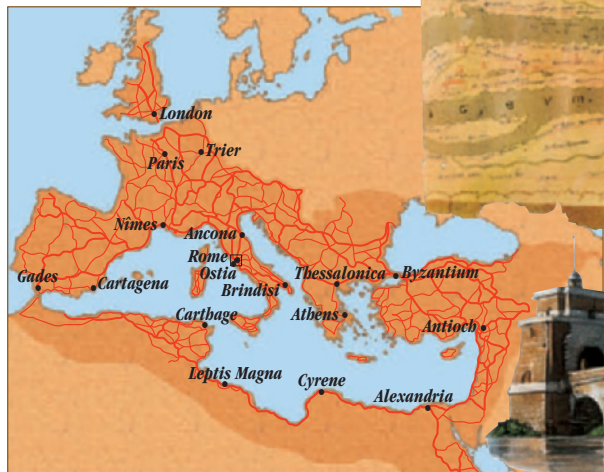 London
Paris
Trier
Nîmes
Ancona
Rome
Ostia
Gades
Cartagena
Brindisi
Thessalonica
Byzantium
Carthage
Athens
Antioch
Leptis Magna
Cyrene
Alexandria